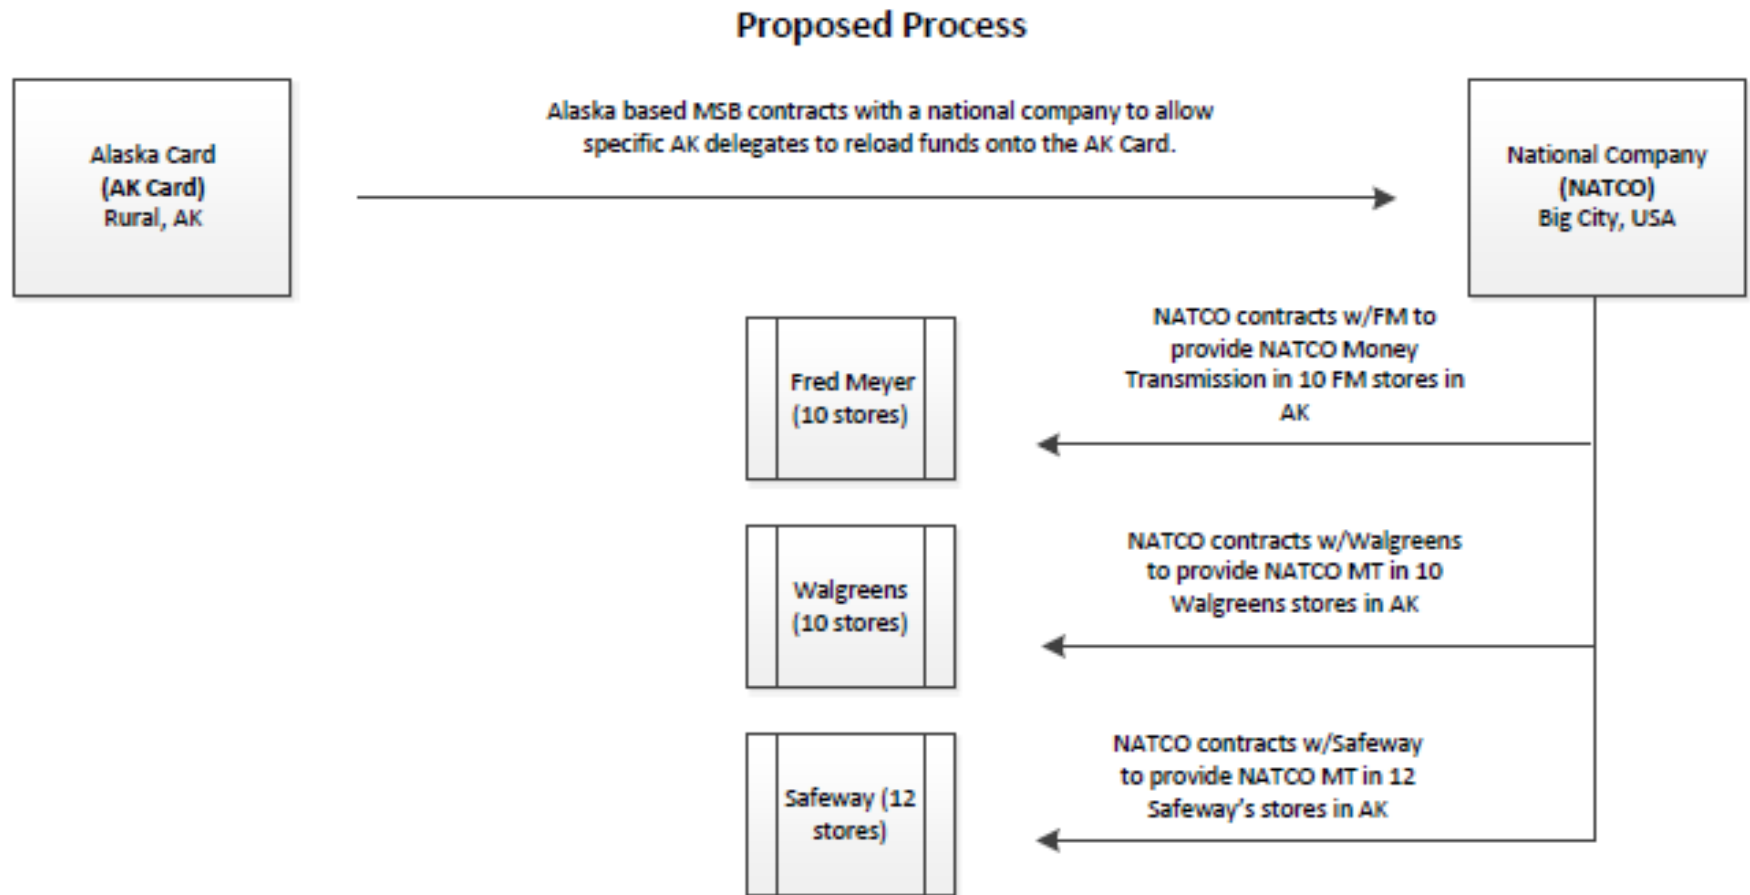 Proposed Process
Alaska Card
(AK Card)
Rural, AK
Alaska based MSB contracts with a national company to allow
specific AK delegates to reload funds onto the AK Card.
National Company
(NATCO)
Big City, USA
Fred Meyer
(10 stores)
NATCO contracts w/FM to
provide NATCO Money
Transmission in 10 FM stores in
AK
Walgreens
(10 stores)
NATCO contracts w/Walgreens
to provide NATCO MT in 10
Walgreens stores in AK
Safeway (12
stores)
NATCO contracts w/Safeway
to provide NATCO MT in 12
Safeway's stores in AK